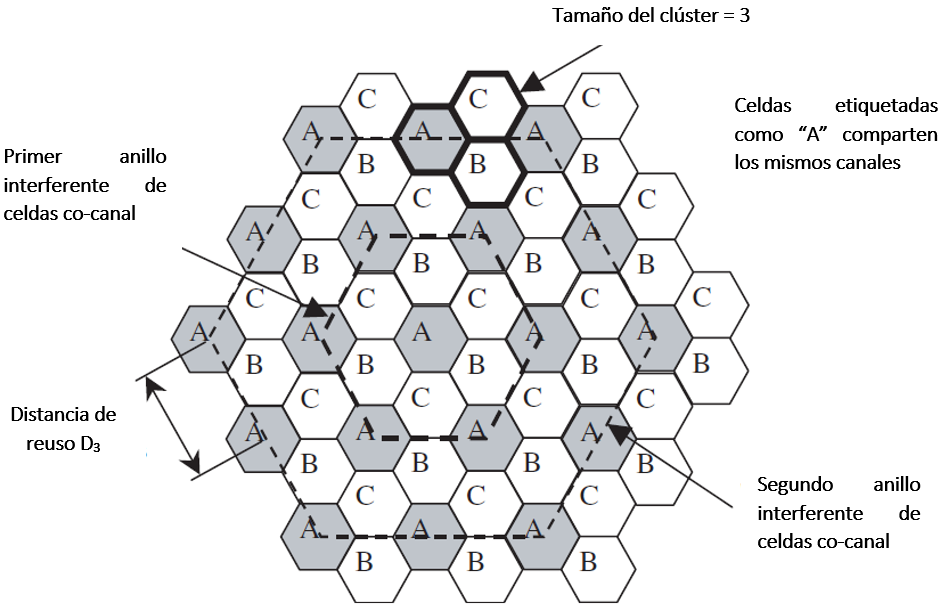 Tamaño del clúster = 3
C C C
Celdas etiquetadas
como “A” comparten
los mismos canales
A A A
Primer anillo
interferente de
celdas co-canal
B B B
C C C C
A A A A
B B B B
C C C C C
A A A A A
B B B B B
C C C C
Distancia de
reuso D₃
A A A A
B B B B
Segundo anillo
interferente de
celdas co-canal
C C C
A A A
B B B